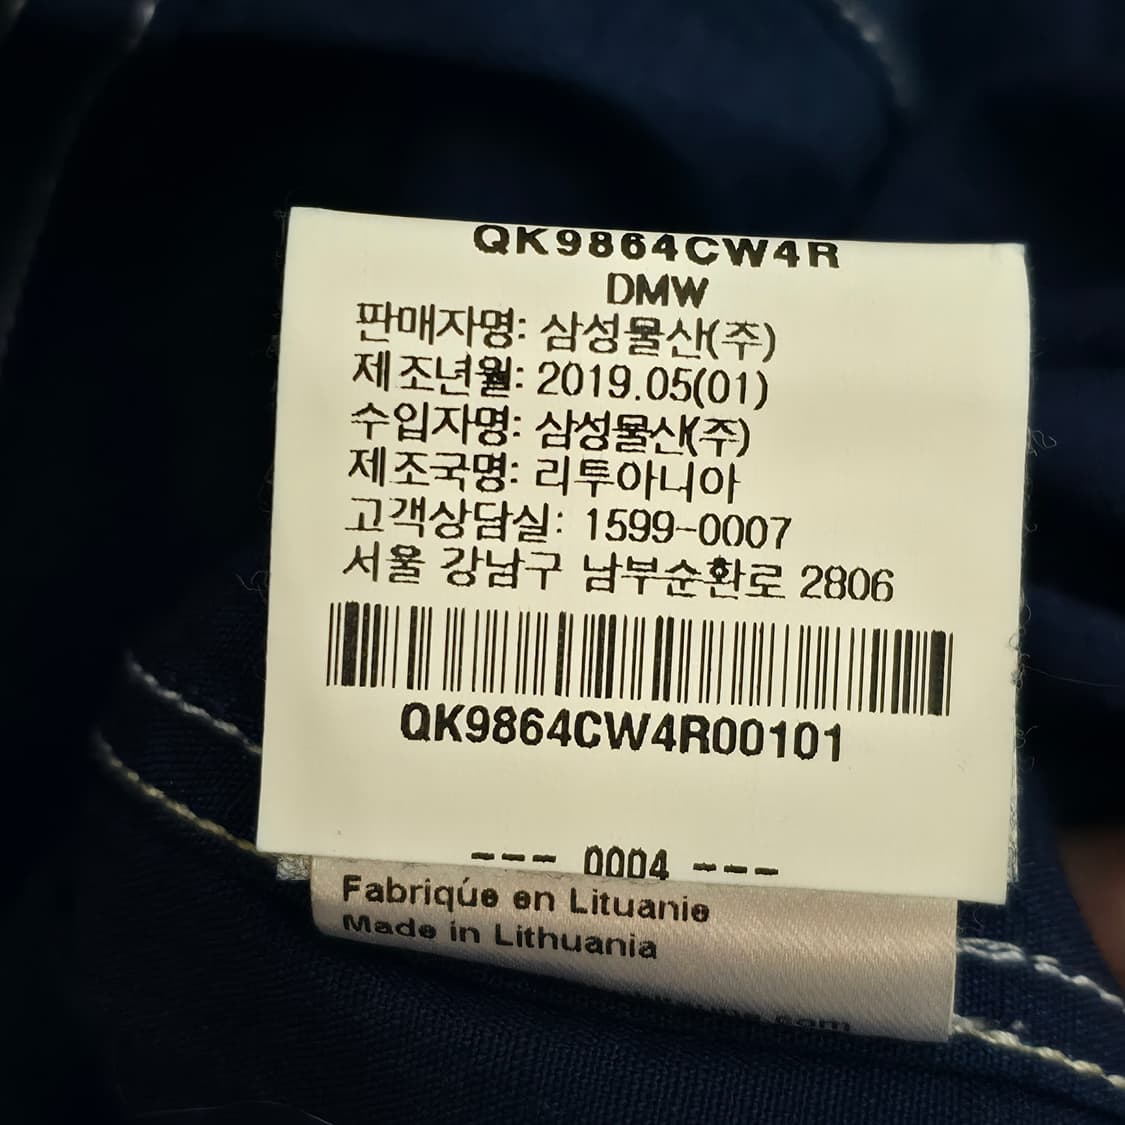 QK9864CW4R
DMW
판매자명: 삼성물산(주)
제조년월: 2019.05(01)
수입자명: 삼성물산(주)
제조국명: 리투아니아
고객상담실: 1599-0007
서울 강남구 남부순환로 2806
QK9864CW4R00101
--- 0004 ---
Fabriqúe en Lituanie
Made in Lithuania